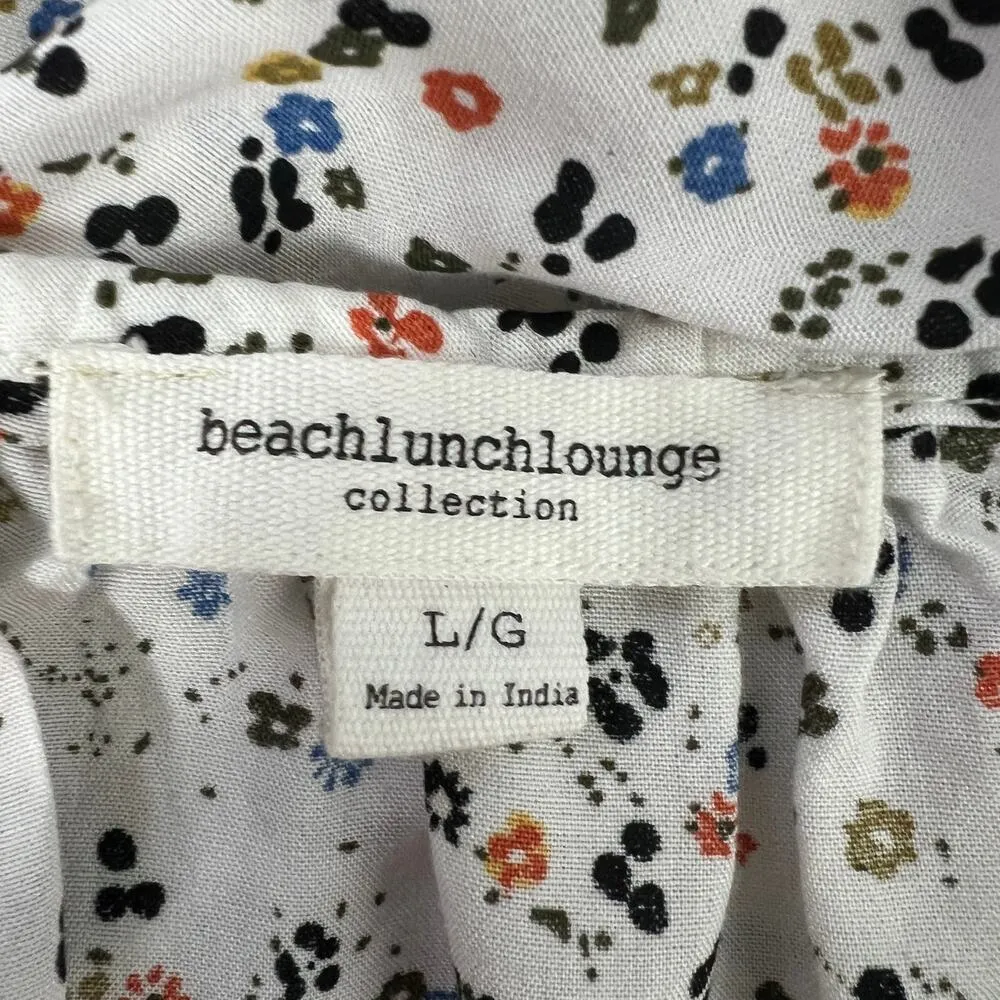 beachlunchlounge
collection
L/G
Made in India